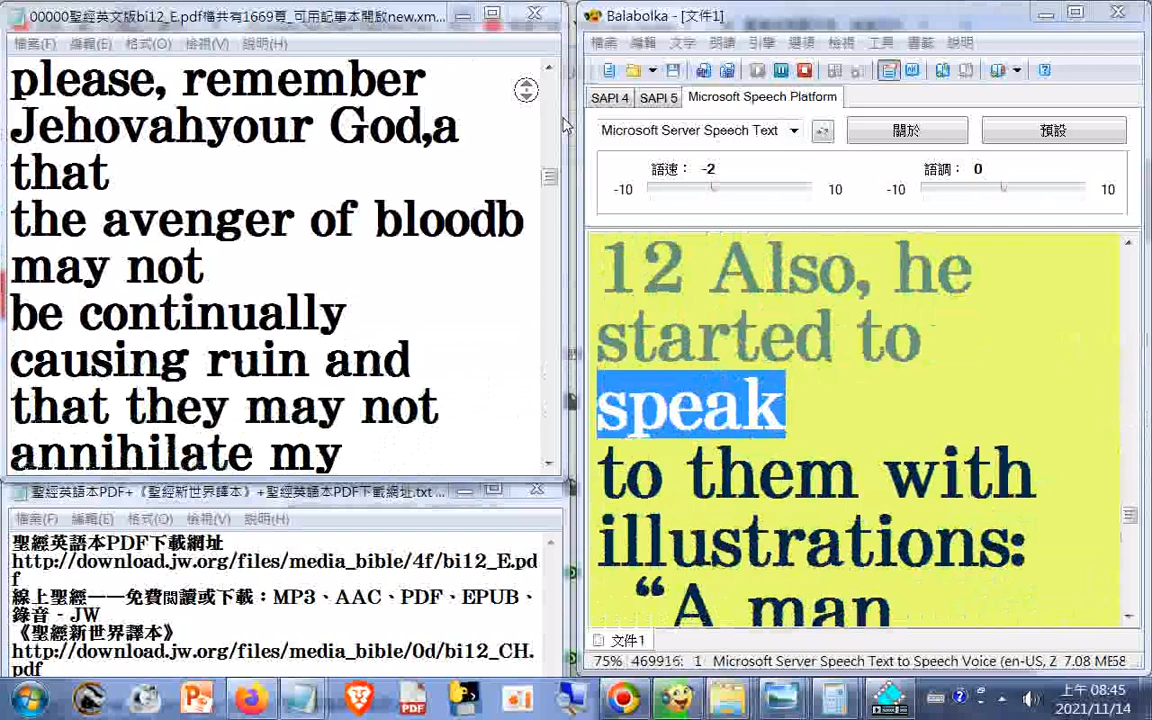 00000聖經英文版bi12_E.pdf檔共有1669頁_可用記事本開啟new.xm...
檔案(F) 編輯(E) 格式(O) 檢視(V) 說明(H)
please, remember
Jehovahyour God,a
that
the avenger of bloodb
may not
be continually
causing ruin and
that they may not
annihilate my
聖經英語本PDF+《聖經新世界譯本》+聖經英語本PDF下載網址.txt ...
檔案(F) 編輯(E) 格式(O) 檢視(V) 說明(H)
聖經英語本PDF下載網址
http://download.jw.org/files/media_bible/4f/bi12_E.pd
f
線上聖經——免費閱讀或下載：MP3、AAC、PDF、EPUB、
錄音 - JW
《聖經新世界譯本》
http://download.jw.org/files/media_bible/0d/bi12_CH.
pdf
Balabolka - [文件1]
檔案 編輯 文字 朗讀 引擎 選項 檢視 工具 書籤 說明
SAPI 4 SAPI 5 Microsoft Speech Platform
Microsoft Server Speech Text 關於 預設
語速： -2 語調： 0
-10 10 -10 10
12 Also, he
started to
speak
to them with
illustrations:
“A man
文件1
75% 469916: 1 Microsoft Server Speech Text to Speech Voice (en-US, Z 7.08 ME58
上午 08:45
2021/11/14